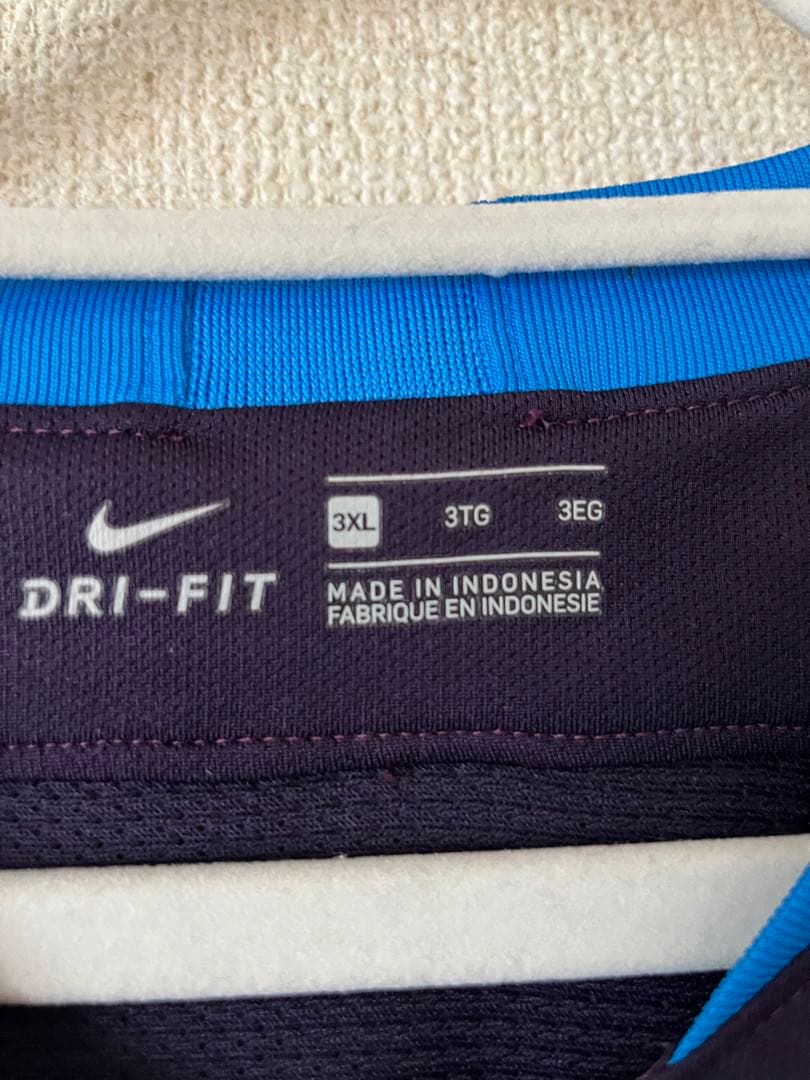 DRI-FIT
3XL 3TG 3EG
MADE IN INDONESIA
FABRIQUE EN INDONESIE